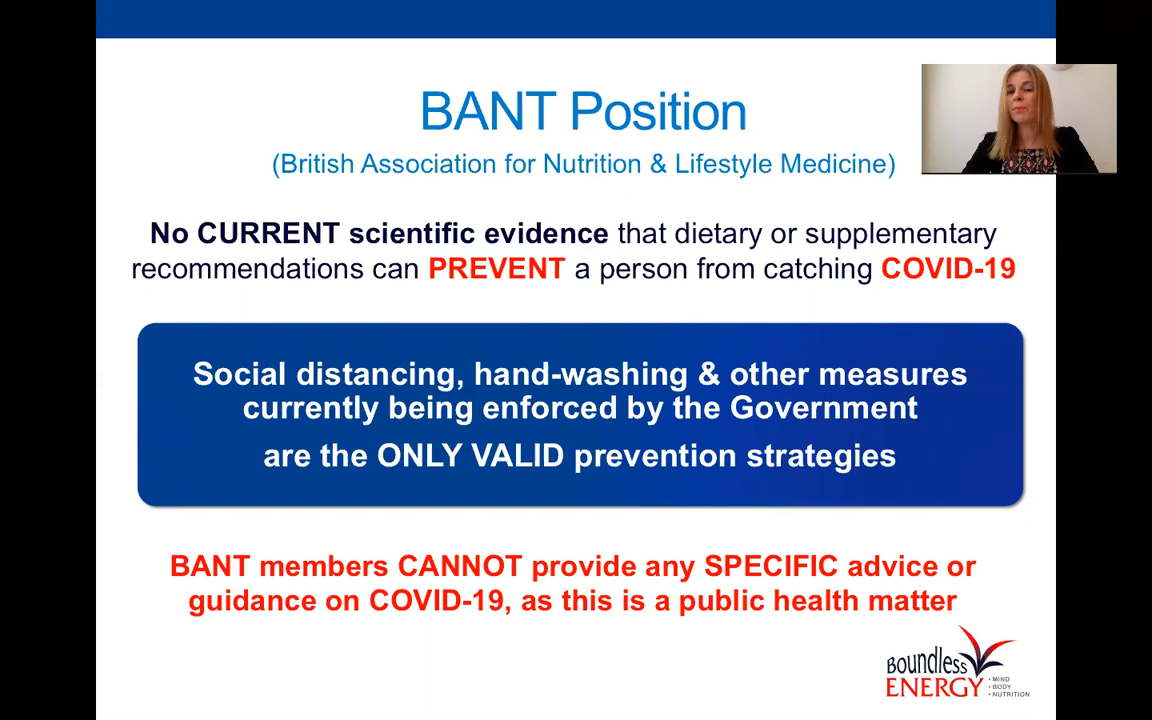 BANT Position
(British Association for Nutrition & Lifestyle Medicine)
No CURRENT scientific evidence that dietary or supplementary
recommendations can PREVENT a person from catching COVID-19
Social distancing, hand-washing & other measures
currently being enforced by the Government
are the ONLY VALID prevention strategies
BANT members CANNOT provide any SPECIFIC advice or
guidance on COVID-19, as this is a public health matter
Boundless
ENERGY
• MIND
• BODY
• NUTRITION